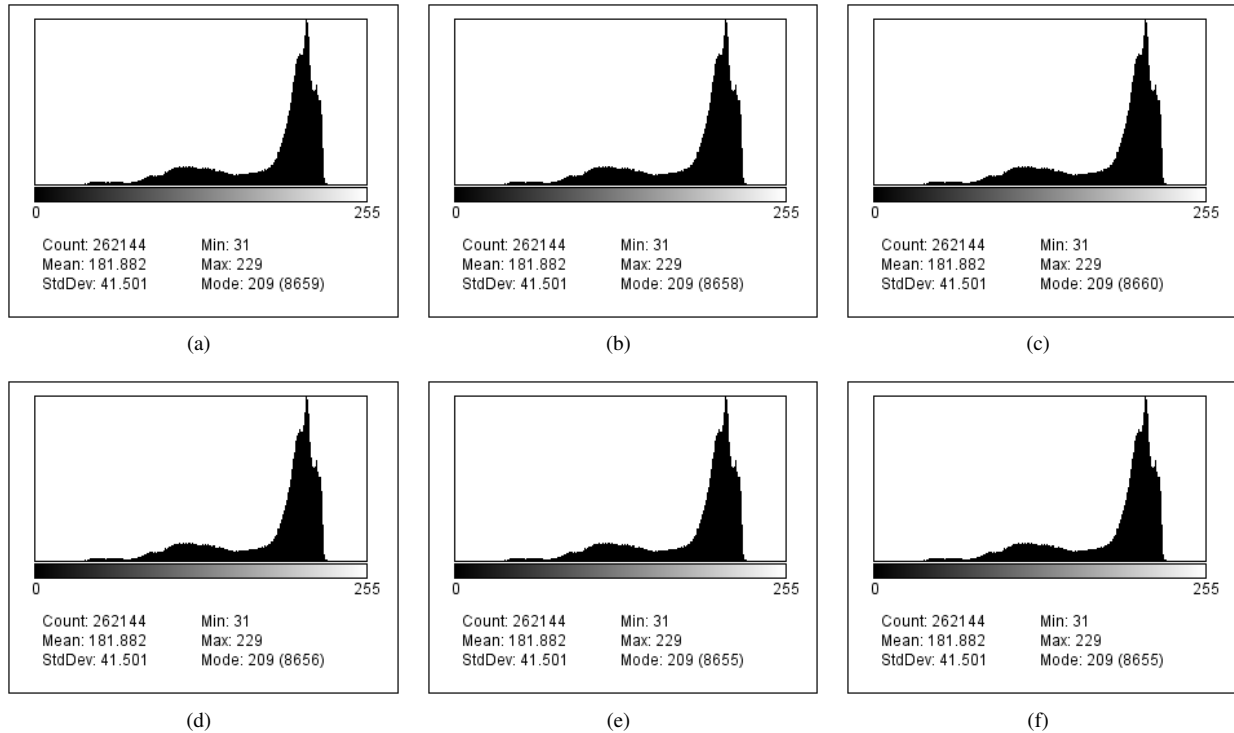 0 255
Count: 262144 Min: 31
Mean: 181.882 Max: 229
StdDev: 41.501 Mode: 209 (8659)
(a)
0 255
Count: 262144 Min: 31
Mean: 181.882 Max: 229
StdDev: 41.501 Mode: 209 (8658)
(b)
0 255
Count: 262144 Min: 31
Mean: 181.882 Max: 229
StdDev: 41.501 Mode: 209 (8660)
(c)
0 255
Count: 262144 Min: 31
Mean: 181.882 Max: 229
StdDev: 41.501 Mode: 209 (8656)
(d)
0 255
Count: 262144 Min: 31
Mean: 181.882 Max: 229
StdDev: 41.501 Mode: 209 (8655)
(e)
0 255
Count: 262144 Min: 31
Mean: 181.882 Max: 229
StdDev: 41.501 Mode: 209 (8655)
(f)